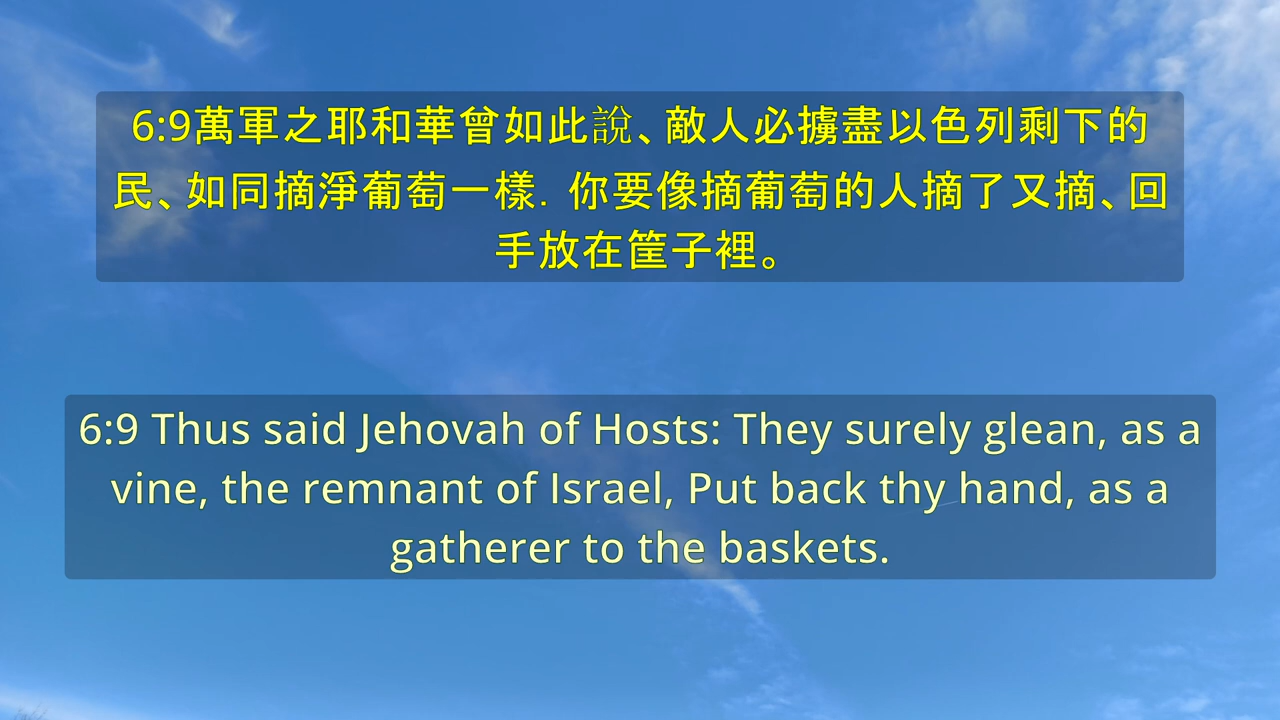 6:9萬軍之耶和華曾如此說、敵人必擄盡以色列剩下的
民、如同摘淨葡萄一樣．你要像摘葡萄的人摘了又摘、回
手放在筐子裡。
6:9 Thus said Jehovah of Hosts: They surely glean, as a
vine, the remnant of Israel, Put back thy hand, as a
gatherer to the baskets.